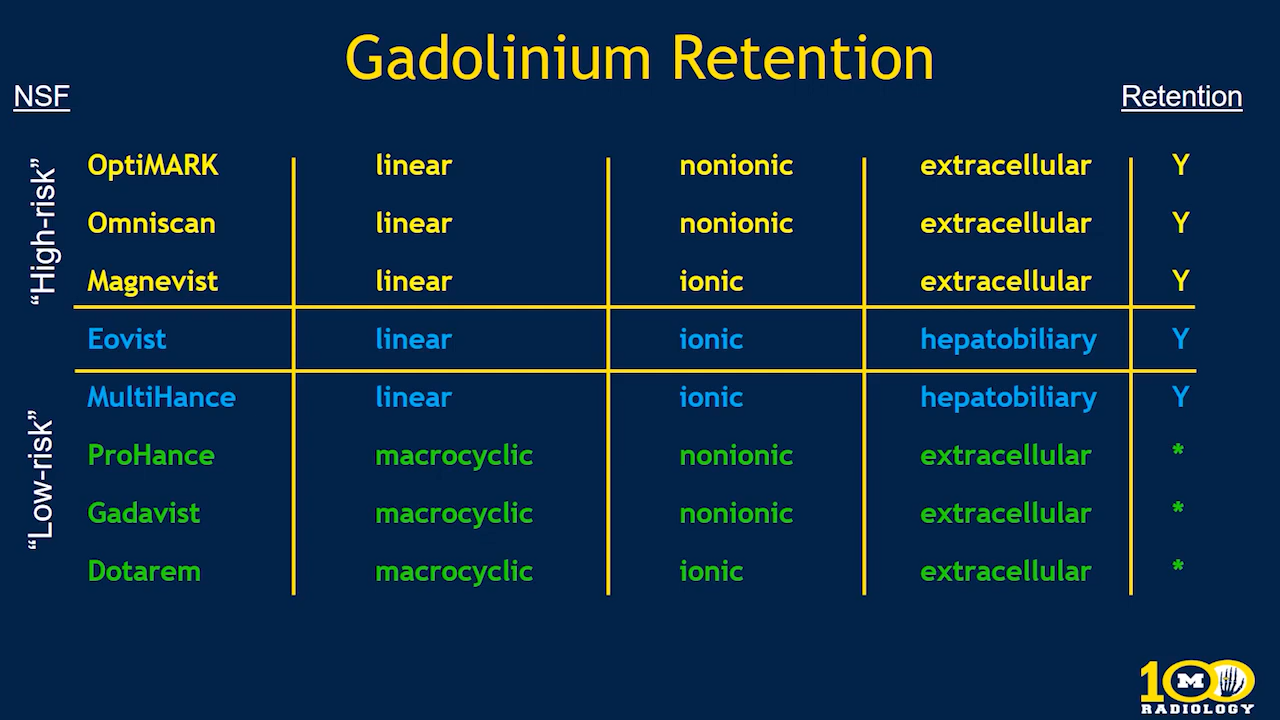 Gadolinium Retention
NSF
Retention
“High-risk”
OptiMARK linear nonionic extracellular Y
Omniscan linear nonionic extracellular Y
Magnevist linear ionic extracellular Y
Eovist linear ionic hepatobiliary Y
“Low-risk”
MultiHance linear ionic hepatobiliary Y
ProHance macrocyclic nonionic extracellular *
Gadavist macrocyclic nonionic extracellular *
Dotarem macrocyclic ionic extracellular *
100
M
RADIOLOGY